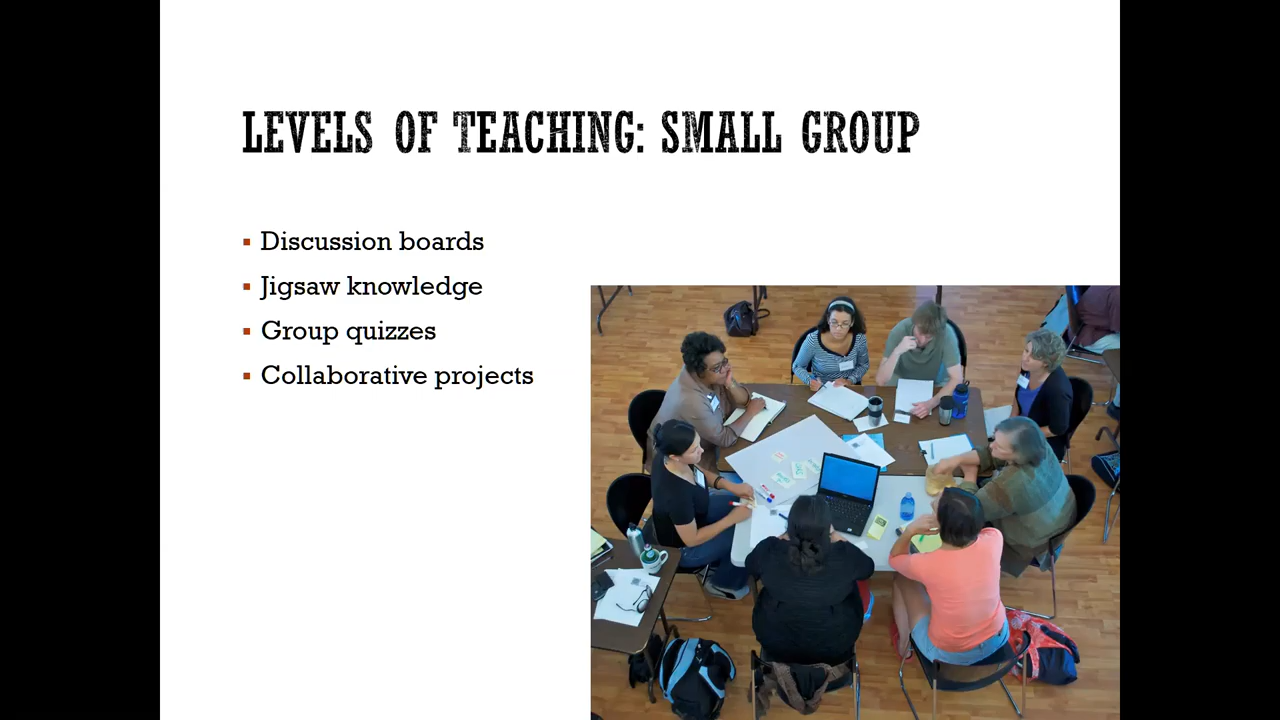 LEVELS OF TEACHING: SMALL GROUP
▪ Discussion boards
▪ Jigsaw knowledge
▪ Group quizzes
▪ Collaborative projects